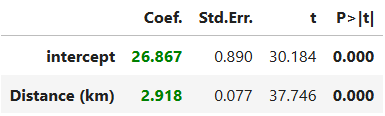 Coef. Std.Err. t P>|t|
intercept 26.867 0.890 30.184 0.000
Distance (km) 2.918 0.077 37.746 0.000